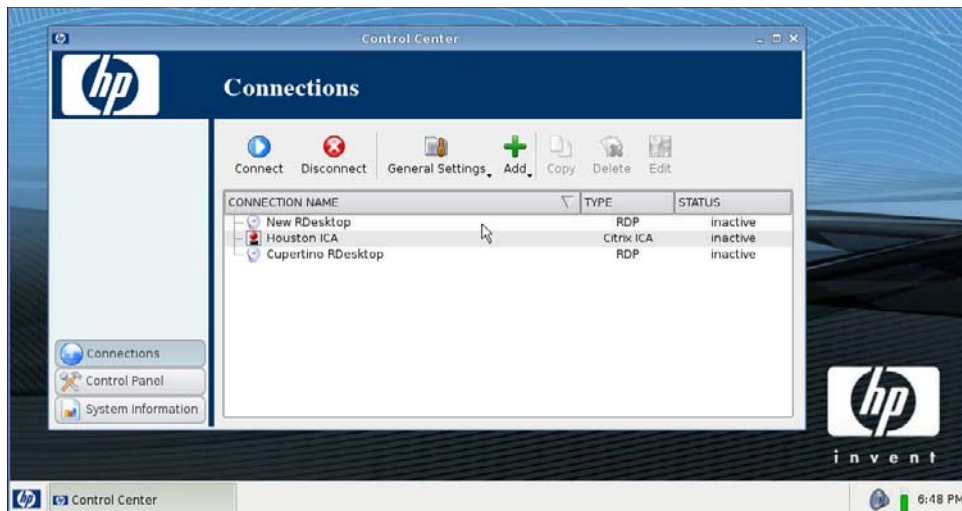 Control Center
hp
Connections
Connect Disconnect General Settings Add Copy Delete Edit
CONNECTION NAME TYPE STATUS
New RDesktop RDP inactive
Houston ICA Citrix ICA inactive
Cupertino RDesktop RDP inactive
Connections
Control Panel
System Information
hp
invent
hp Control Center 6:48 PM